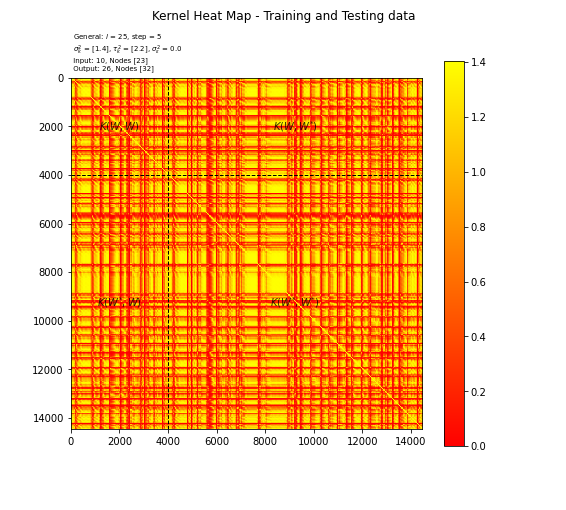 Kernel Heat Map - Training and Testing data
General: l = 25, step = 5
σ²ₖ = [1.4], τ²ₖ = [2.2], σ²ᵥ = 0.0
Input: 10, Nodes [23]
Output: 26, Nodes [32]
0
2000
4000
6000
8000
10000
12000
14000
K(W, W)
K(W, W*)
K(W*, W)
K(W*, W*)
0
2000
4000
6000
8000
10000
12000
14000
1.4
1.2
1.0
0.8
0.6
0.4
0.2
0.0